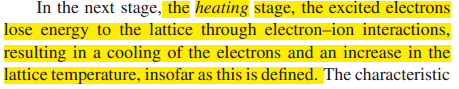 In the next stage, the heating stage, the excited electrons
lose energy to the lattice through electron–ion interactions,
resulting in a cooling of the electrons and an increase in the
lattice temperature, insofar as this is defined. The characteristic